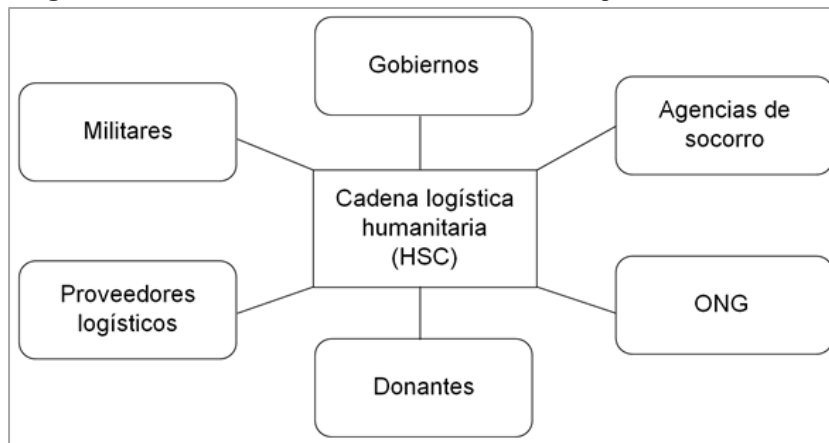 Gobiernos
Militares
Agencias de
socorro
Cadena logística
humanitaria
(HSC)
Proveedores
logísticos
ONG
Donantes